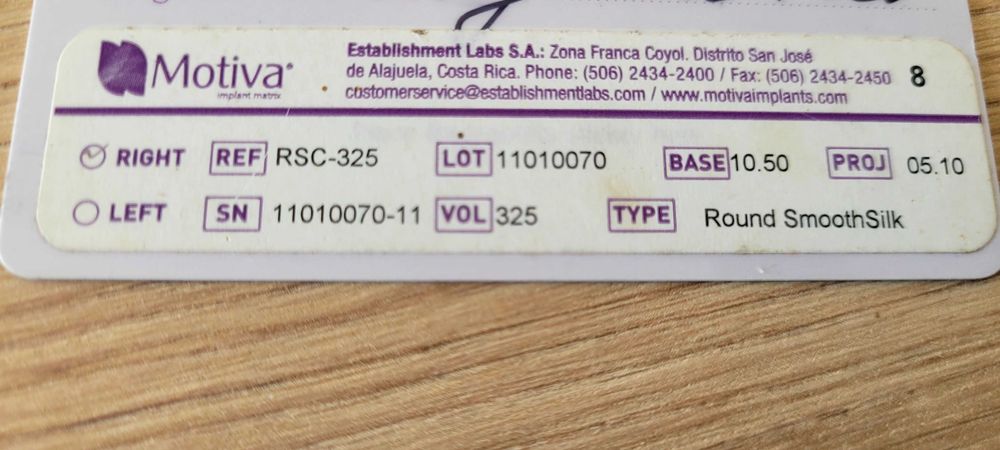 Motiva
implant matrix
Establishment Labs S.A.: Zona Franca Coyol. Distrito San José
de Alajuela, Costa Rica. Phone: (506) 2434-2400 / Fax: (506) 2434-2450
customerservice@establishmentlabs.com / www.motivaimplants.com
8
RIGHT REF RSC-325 LOT 11010070 BASE 10.50 PROJ 05.10
LEFT SN 11010070-11 VOL 325 TYPE Round SmoothSilk